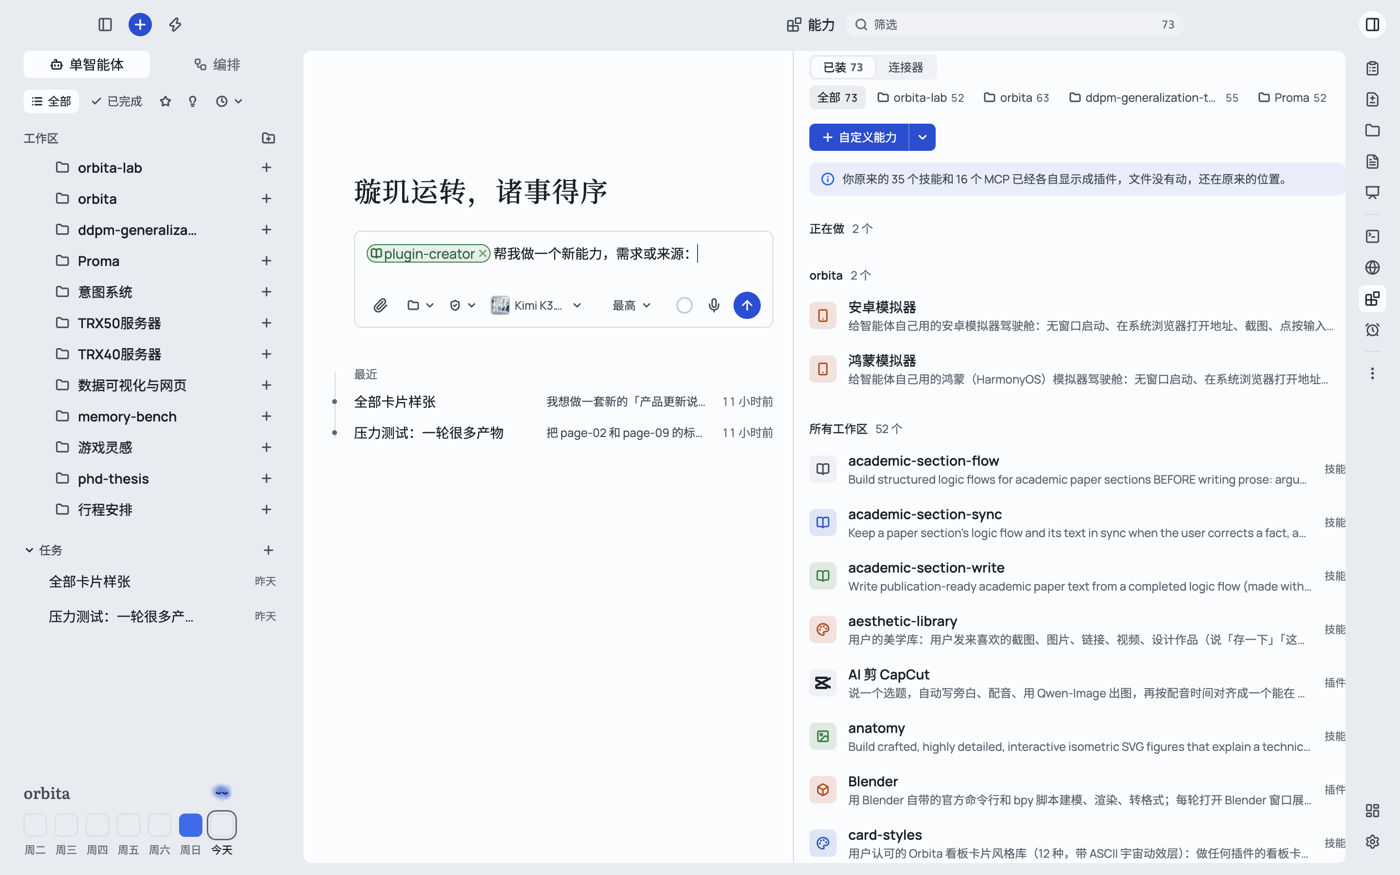 能力
筛选
73
单智能体
编排
全部
已完成
工作区
orbita-lab
orbita
ddpm-generaliza...
Proma
意图系统
TRX50服务器
TRX40服务器
数据可视化与网页
memory-bench
游戏灵感
phd-thesis
行程安排
任务
全部卡片样张 昨天
压力测试：一轮很多产... 昨天
orbita
周二 周三 周四 周五 周六 周日 今天
璇玑运转，诸事得序
plugin-creator × 帮我做一个新能力，需求或来源：
Kimi K3... 最高
最近
全部卡片样张 我想做一套新的「产品更新说... 11 小时前
压力测试：一轮很多产物 把 page-02 和 page-09 的标... 11 小时前
已装 73 连接器
全部 73 orbita-lab 52 orbita 63 ddpm-generalization-t... 55 Proma 52
自定义能力
你原来的 35 个技能和 16 个 MCP 已经各自显示成插件，文件没有动，还在原来的位置。
正在做 2 个
orbita 2 个
安卓模拟器
给智能体自己用的安卓模拟器驾驶舱：无窗口启动、在系统浏览器打开地址、截图、点按输入...
鸿蒙模拟器
给智能体自己用的鸿蒙（HarmonyOS）模拟器驾驶舱：无窗口启动、在系统浏览器打开地址...
所有工作区 52 个
academic-section-flow
Build structured logic flows for academic paper sections BEFORE writing prose: argu...
技能
academic-section-sync
Keep a paper section's logic flow and its text in sync when the user corrects a fact, a...
技能
academic-section-write
Write publication-ready academic paper text from a completed logic flow (made with...
技能
aesthetic-library
用户的美学库：用户发来喜欢的截图、图片、链接、视频、设计作品（说「存一下」「这...
技能
AI 剪 CapCut
说一个选题，自动写旁白、配音、用 Qwen-Image 出图，再按配音时间对齐成一个能在 ...
插件
anatomy
Build crafted, highly detailed, interactive isometric SVG figures that explain a technic...
技能
Blender
用 Blender 自带的官方命令行和 bpy 脚本建模、渲染、转格式；每轮打开 Blender 窗口展...
插件
card-styles
用户认可的 Orbita 看板卡片风格库（12 种，带 ASCII 宇宙动效层）：做任何插件的看板卡...
技能